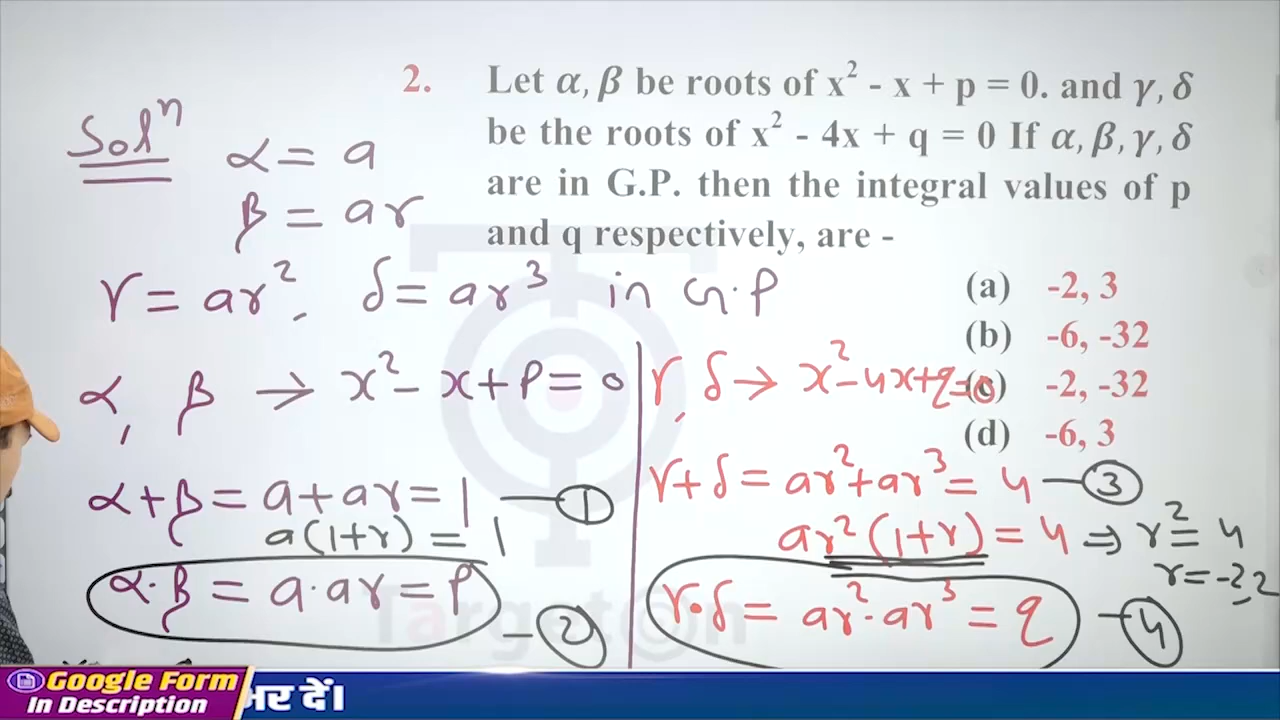 2. Let α, β be roots of x² - x + p = 0. and γ, δ
be the roots of x² - 4x + q = 0 If α, β, γ, δ
are in G.P. then the integral values of p
and q respectively, are -
(a) -2, 3
(b) -6, -32
(c) -2, -32
(d) -6, 3
Solⁿ
α = a
β = ar
γ = ar², δ = ar³ in G.P
α, β → x² - x + p = 0
α + β = a + ar = 1 — ①
a(1+r) = 1
α·β = a·ar = p — ②
γ, δ → x² - 4x + q = 0
γ + δ = ar² + ar³ = 4 — ③
ar²(1+r) = 4 ⇒ r² = 4
r = -2, 2
γ·δ = ar²·ar³ = q — ④
Google Form
In Description
भर दें।